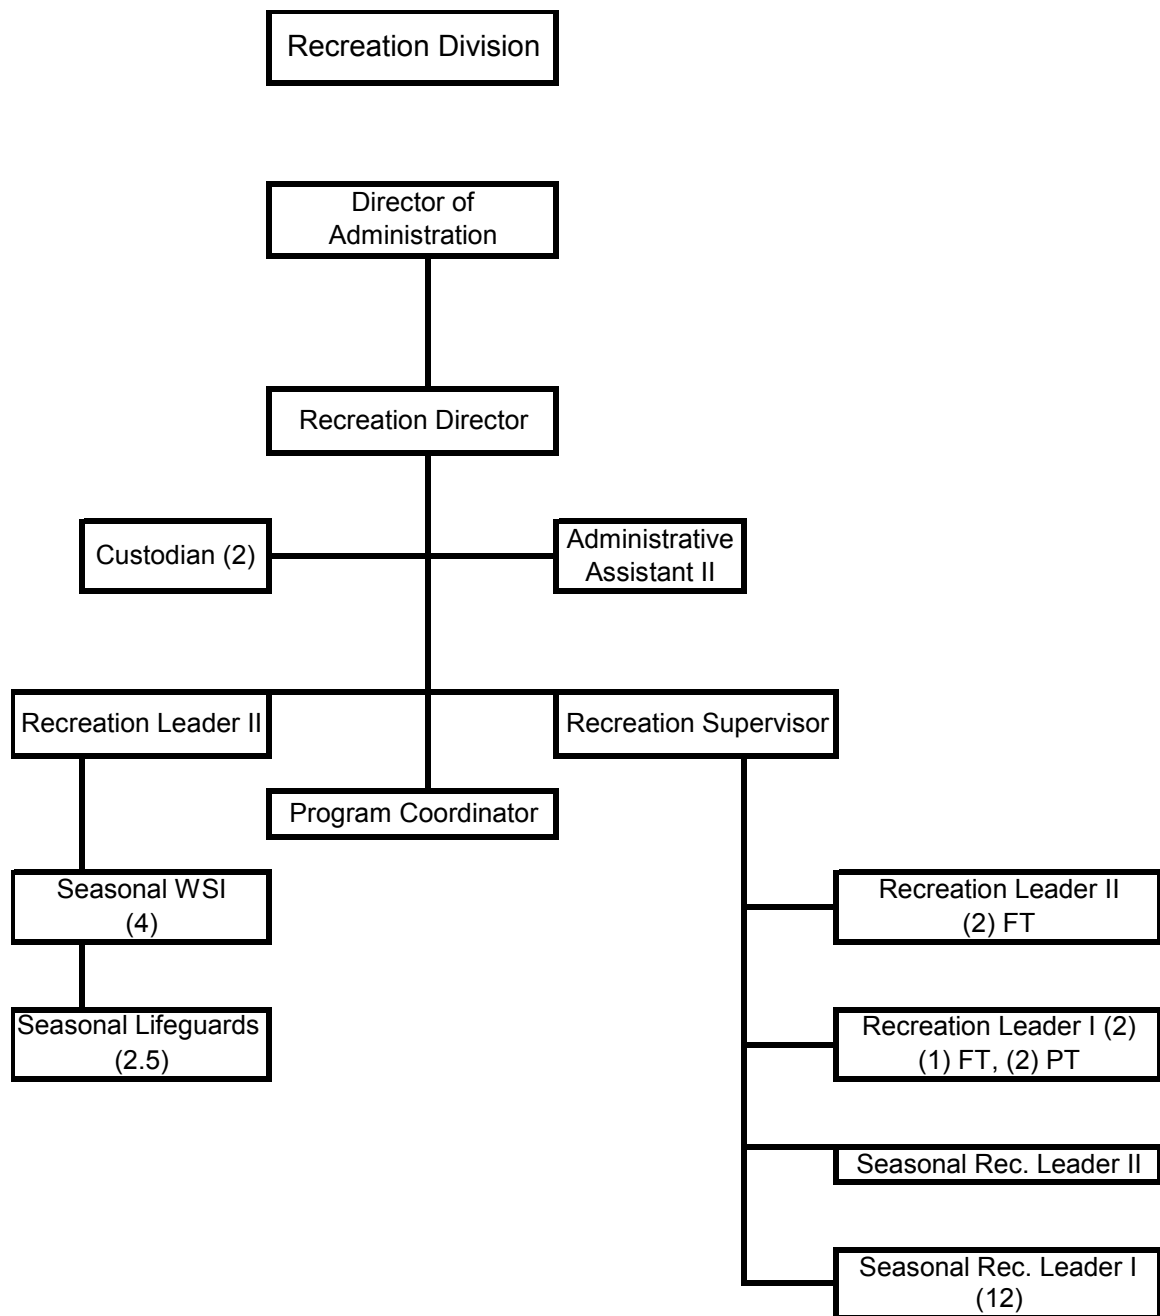 Recreation Division
Director of
Administration
Recreation Director
Custodian (2)
Administrative
Assistant II
Recreation Leader II
Recreation Supervisor
Program Coordinator
Seasonal WSI
(4)
Recreation Leader II
(2) FT
Seasonal Lifeguards
(2.5)
Recreation Leader I (2)
(1) FT, (2) PT
Seasonal Rec. Leader II
Seasonal Rec. Leader I
(12)